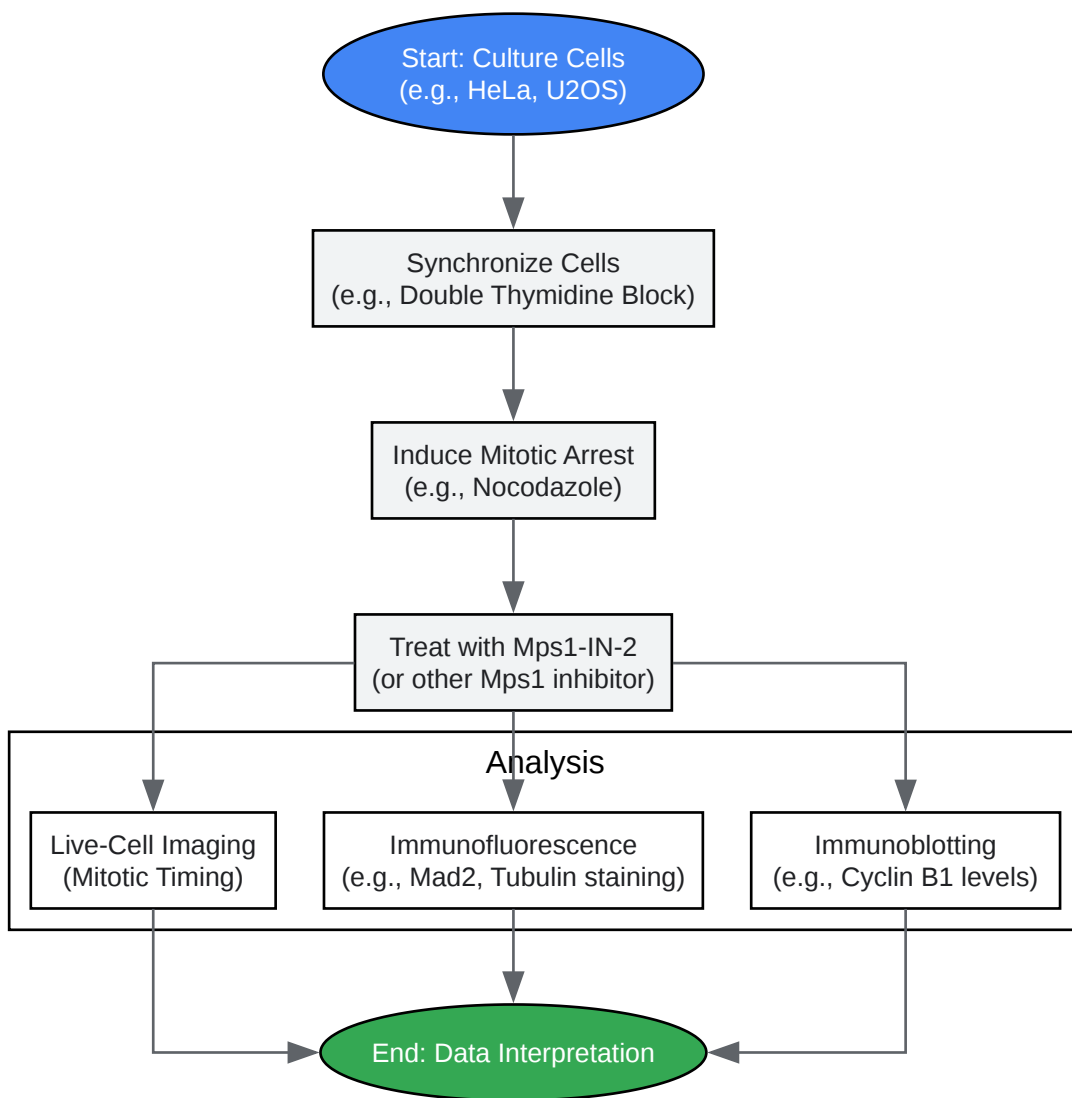 Start: Culture Cells
(e.g., HeLa, U2OS)
Synchronize Cells
(e.g., Double Thymidine Block)
Induce Mitotic Arrest
(e.g., Nocodazole)
Treat with Mps1-IN-2
(or other Mps1 inhibitor)
Analysis
Live-Cell Imaging
(Mitotic Timing)
Immunofluorescence
(e.g., Mad2, Tubulin staining)
Immunoblotting
(e.g., Cyclin B1 levels)
End: Data Interpretation